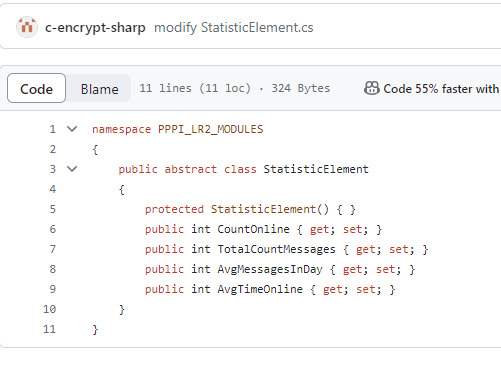 c-encrypt-sharp modify StatisticElement.cs
Code Blame 11 lines (11 loc) · 324 Bytes Code 55% faster with
1 namespace PPPI_LR2_MODULES
2 {
3 public abstract class StatisticElement
4 {
5 protected StatisticElement() { }
6 public int CountOnline { get; set; }
7 public int TotalCountMessages { get; set; }
8 public int AvgMessagesInDay { get; set; }
9 public int AvgTimeOnline { get; set; }
10 }
11 }